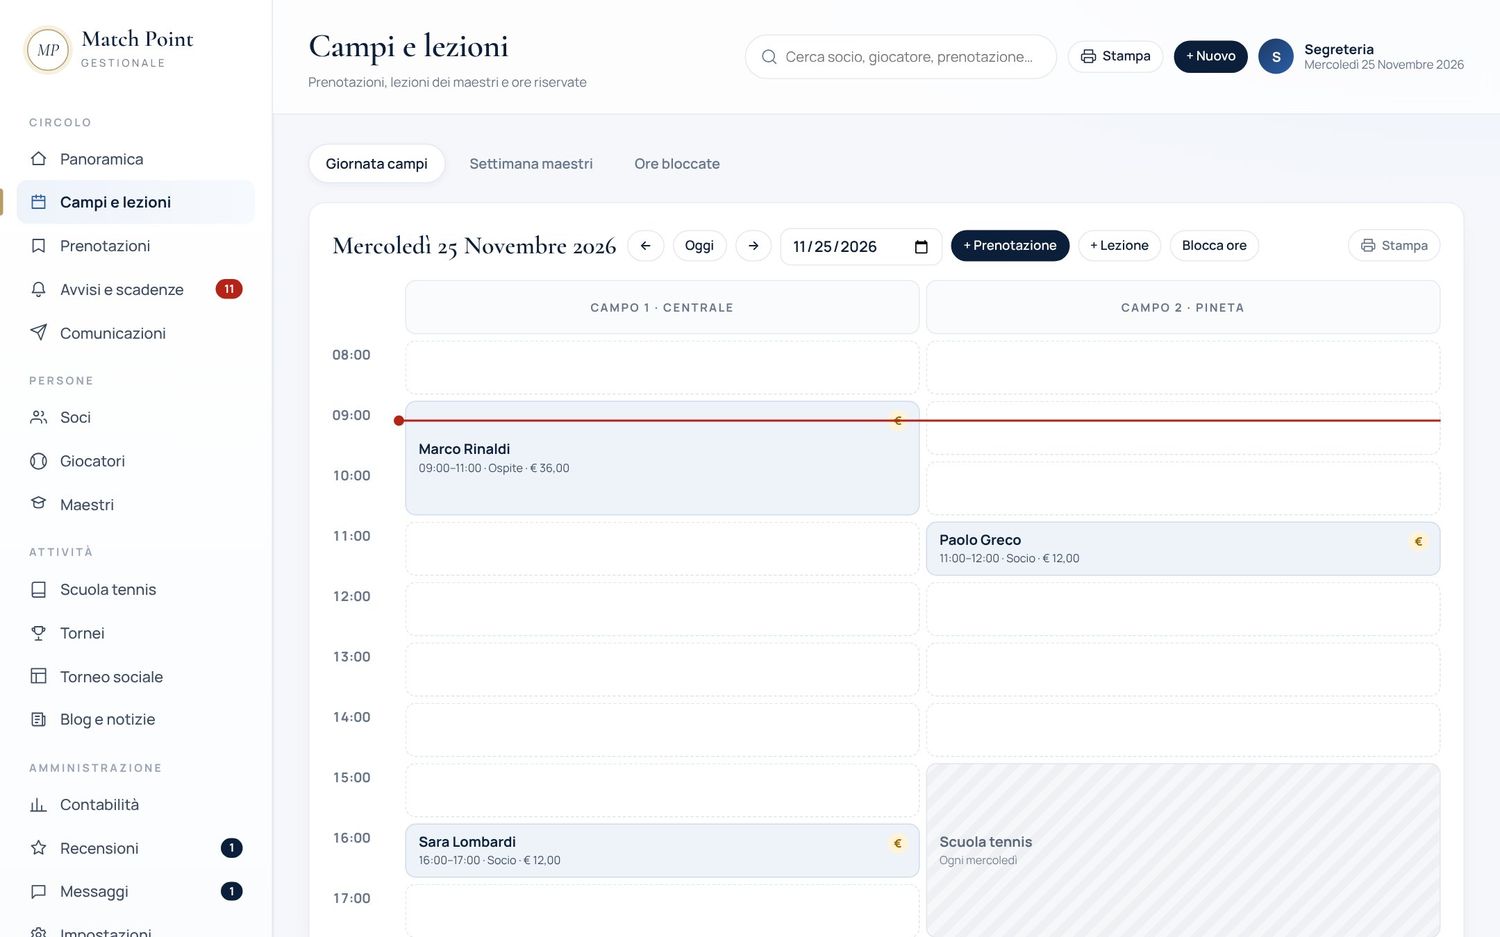 MP
Match Point
GESTIONALE
CIRCOLO
Panoramica
Campi e lezioni
Prenotazioni
Avvisi e scadenze 11
Comunicazioni
PERSONE
Soci
Giocatori
Maestri
ATTIVITÀ
Scuola tennis
Tornei
Torneo sociale
Blog e notizie
AMMINISTRAZIONE
Contabilità
Recensioni 1
Messaggi 1
Impostazioni
Campi e lezioni
Prenotazioni, lezioni dei maestri e ore riservate
Cerca socio, giocatore, prenotazione...
Stampa
+ Nuovo
S
Segreteria
Mercoledì 25 Novembre 2026
Giornata campi
Settimana maestri
Ore bloccate
Mercoledì 25 Novembre 2026
←
Oggi
→
11/25/2026
+ Prenotazione
+ Lezione
Blocca ore
Stampa
CAMPO 1 · CENTRALE
CAMPO 2 · PINETA
08:00
09:00
€
Marco Rinaldi
09:00–11:00 · Ospite · € 36,00
10:00
11:00
Paolo Greco
€
11:00–12:00 · Socio · € 12,00
12:00
13:00
14:00
15:00
16:00
Sara Lombardi
€
16:00–17:00 · Socio · € 12,00
Scuola tennis
Ogni mercoledì
17:00